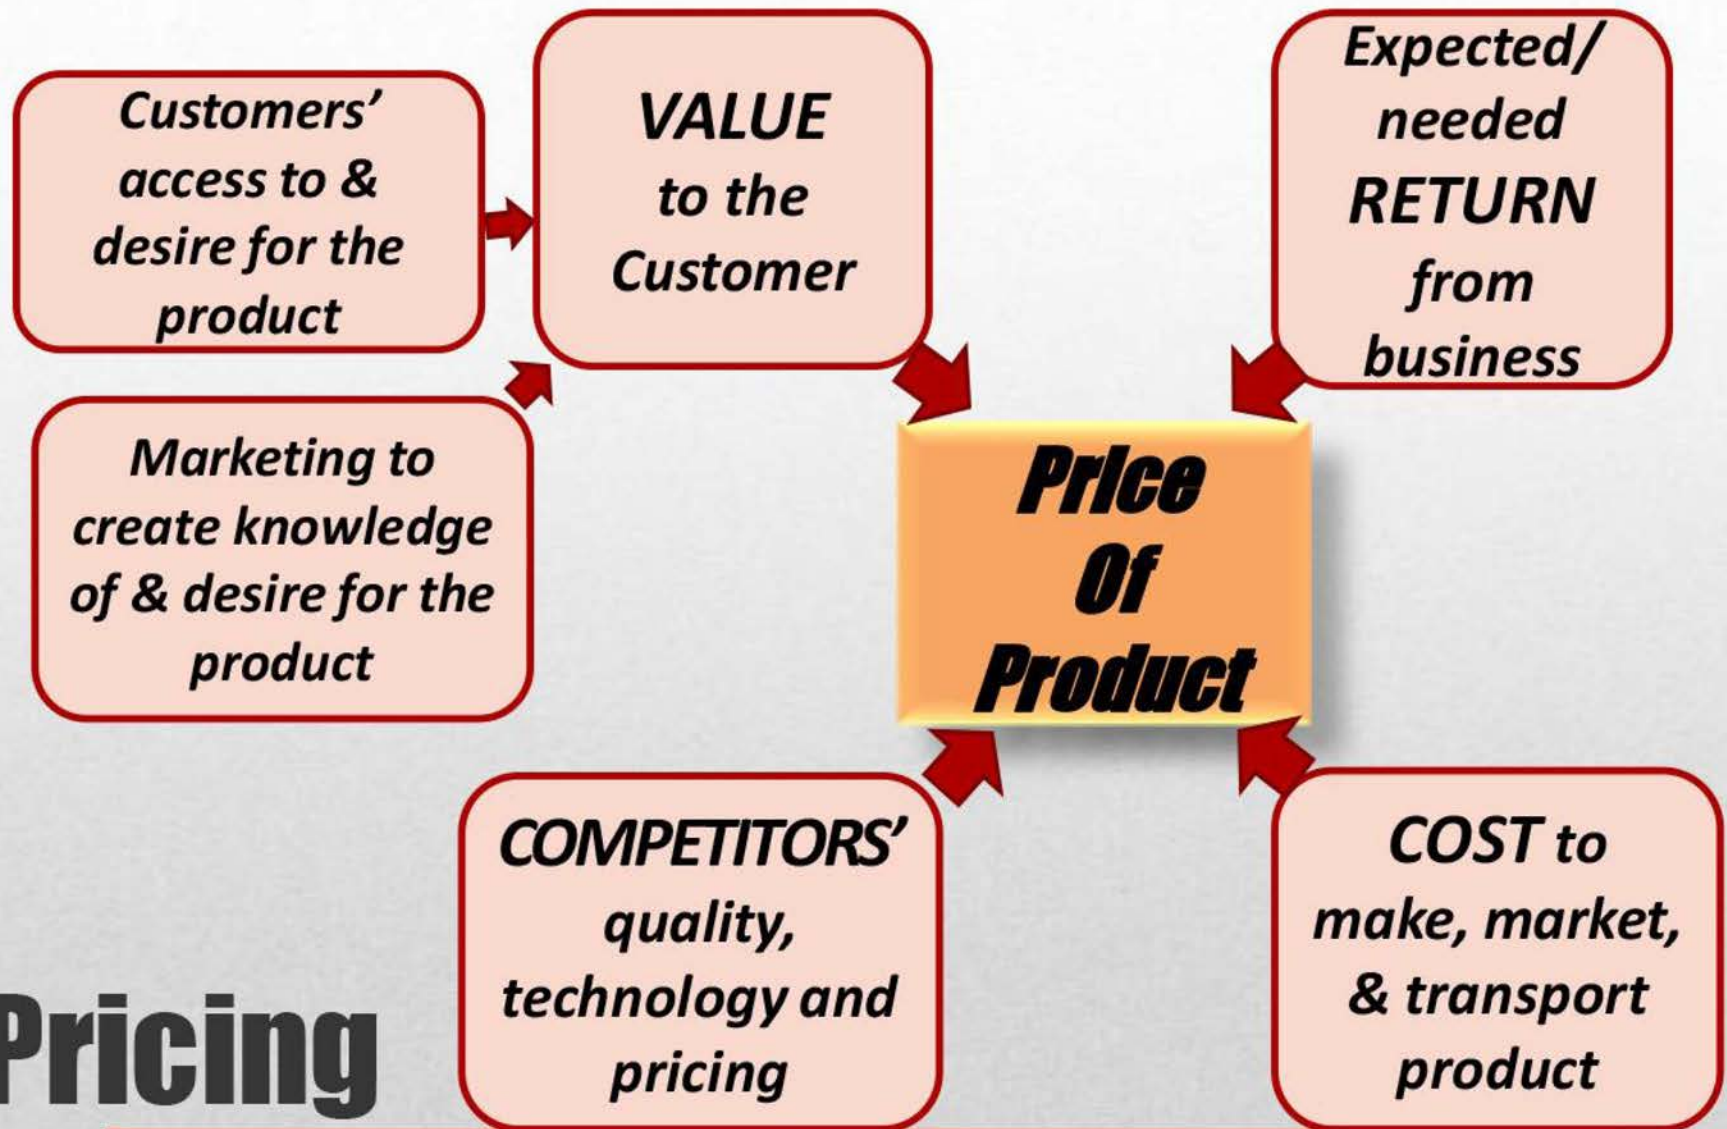 Customers’
access to &
desire for the
product
VALUE
to the
Customer
Expected/
needed
RETURN
from
business
Marketing to
create knowledge
of & desire for the
product
Price
Of
Product
COMPETITORS’
quality,
technology and
pricing
COST to
make, market,
& transport
product
Pricing